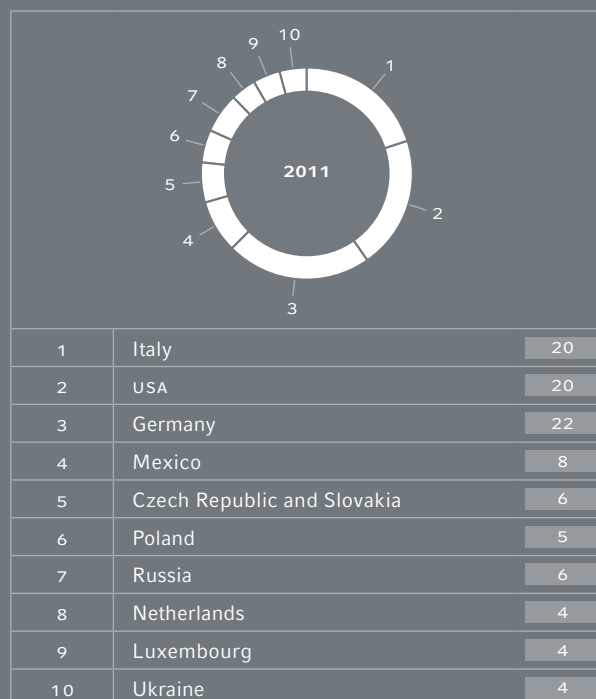 10
9
1
8
7
6
2011
5
2
4
3
1 Italy 20
2 USA 20
3 Germany 22
4 Mexico 8
5 Czech Republic and Slovakia 6
6 Poland 5
7 Russia 6
8 Netherlands 4
9 Luxembourg 4
10 Ukraine 4